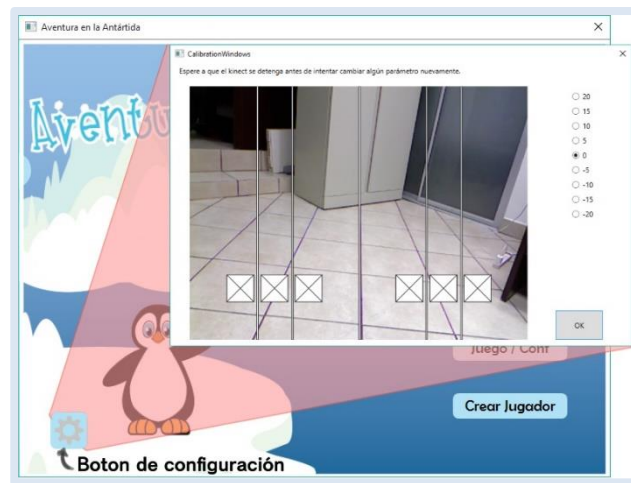 Aventura en la Antártida
CalibrationWindows
Espere a que el kinect se detenga antes de intentar cambiar algún parámetro nuevamente.
20
15
10
5
0
-5
-10
-15
-20
OK
Juego / Conf
Crear Jugador
Boton de configuración